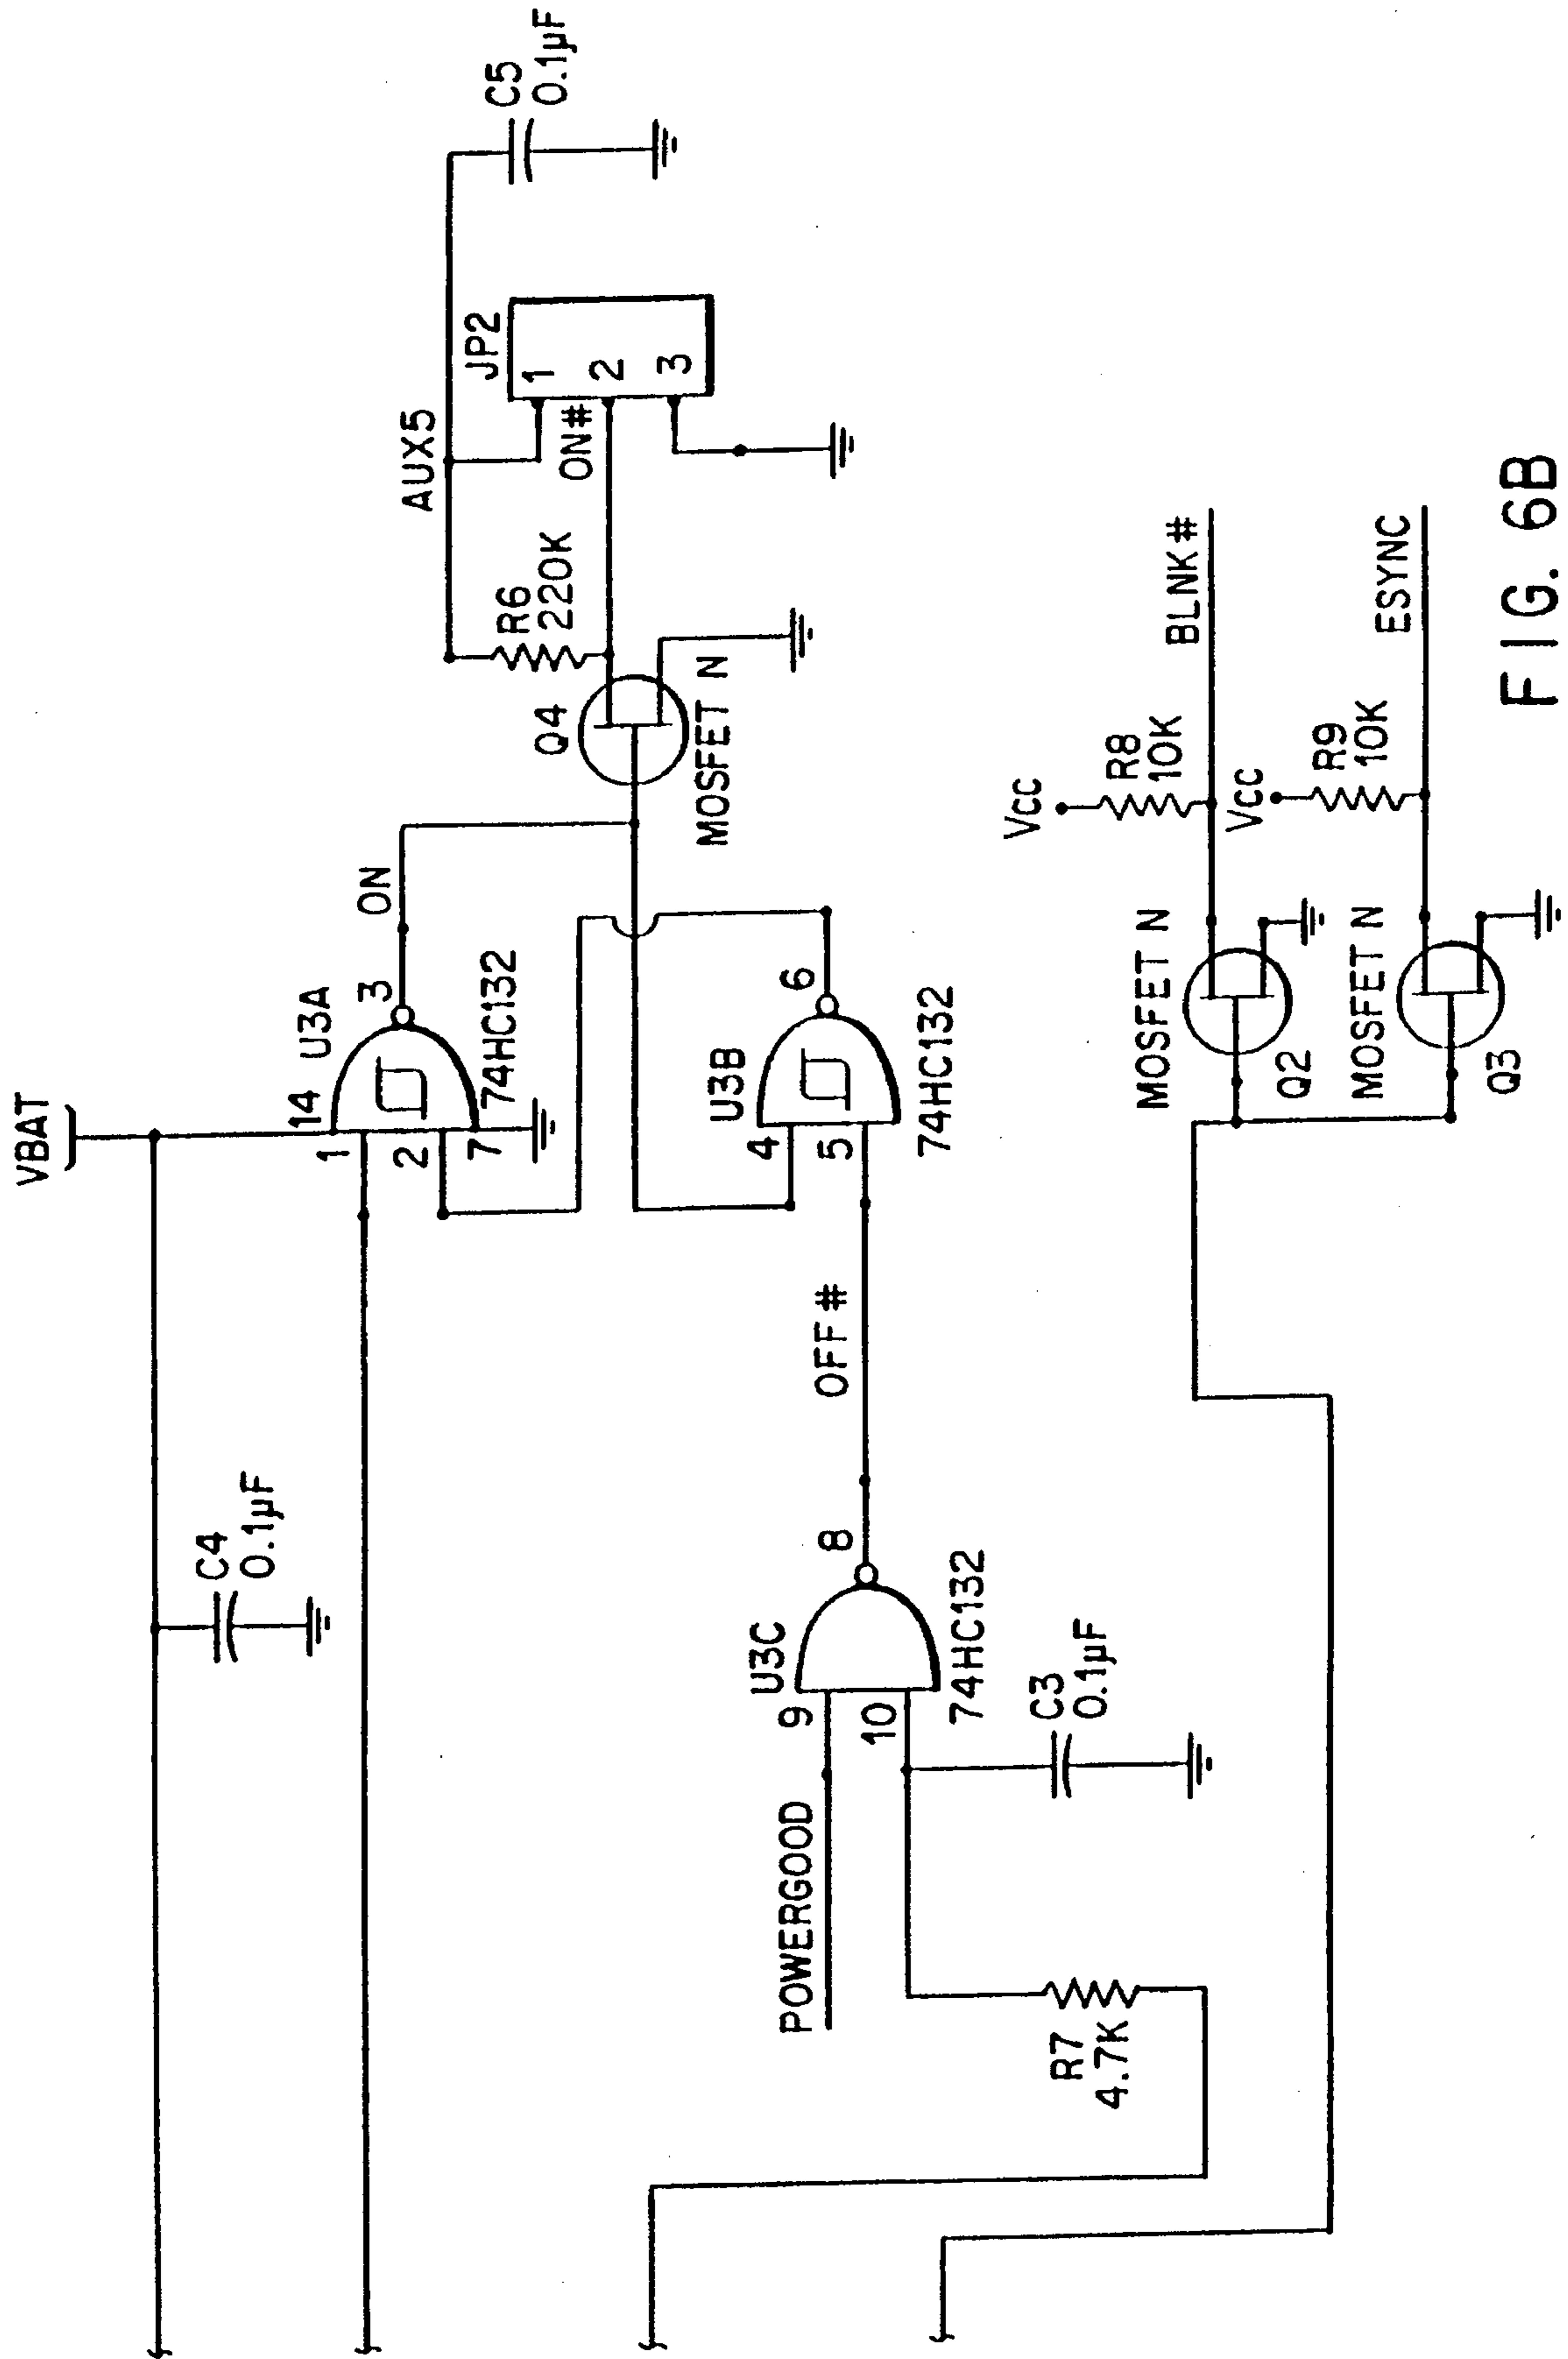 VBAT
C4
0.1µF
14
U3A
1
2
3
7
74HC132
ON
AUX5
C5
0.1µF
JP2
1
2
3
ON#
R6
220K
Q4
MOSFET N
U3B
4
5
6
74HC132
OFF#
POWERGOOD
U3C
9
10
8
74HC132
C3
0.1µF
R7
4.7K
VCC
R8
10K
BLNK#
MOSFET N
Q2
VCC
R9
10K
ESYNC
MOSFET N
Q3
FIG. 6B